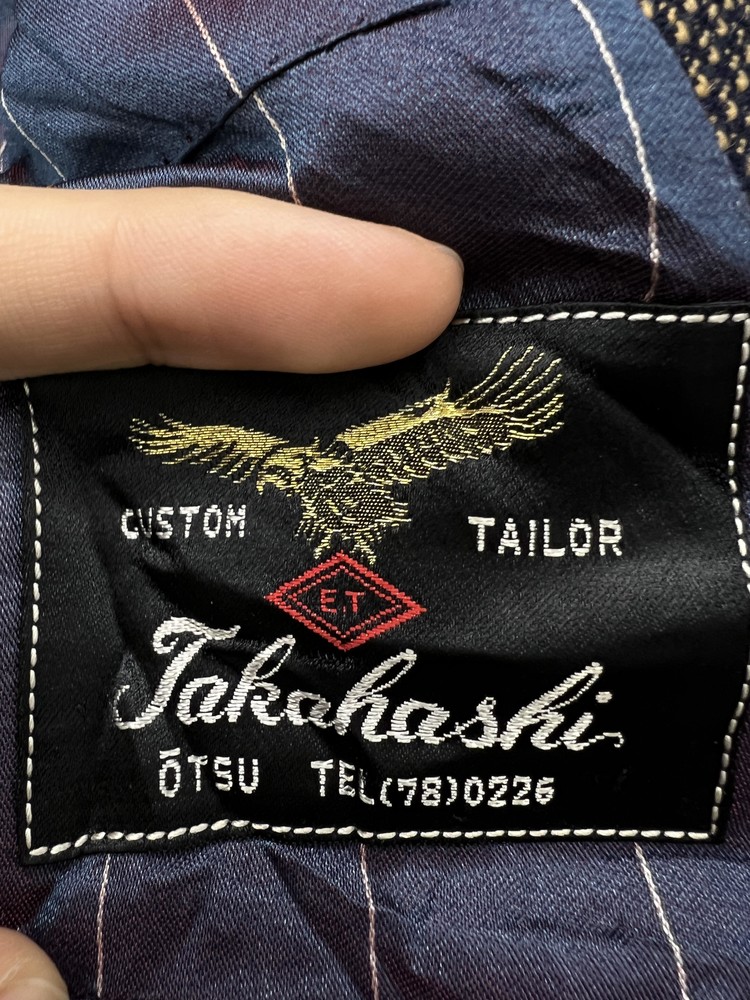 CUSTOM TAILOR
E.T
Takahashi
ŌTSU TEL(78)0226